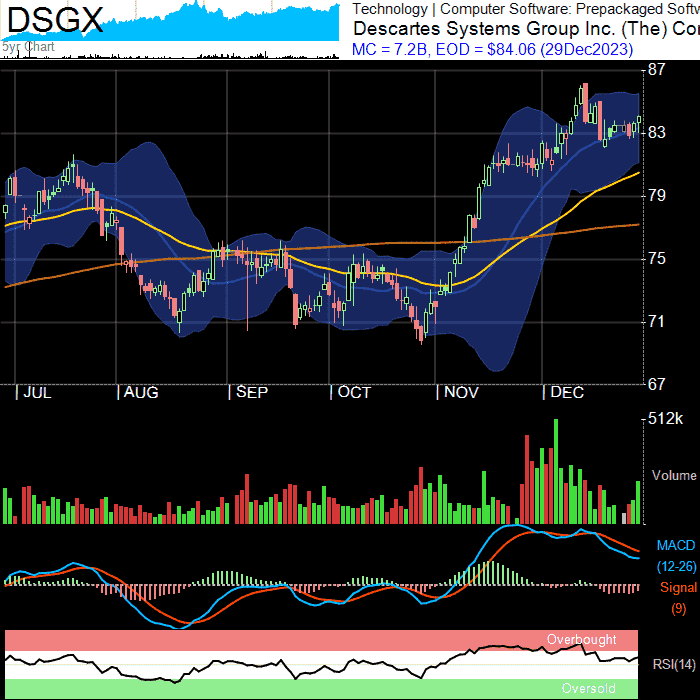 DSGX
5yr Chart
Technology | Computer Software: Prepackaged Softw
Descartes Systems Group Inc. (The) Co
MC = 7.2B, EOD = $84.06 (29Dec2023)
87
83
79
75
71
67
| JUL | AUG | SEP | OCT | NOV | DEC
512k
Volume
MACD
(12-26)
Signal
(9)
Overbought
RSI(14)
Oversold